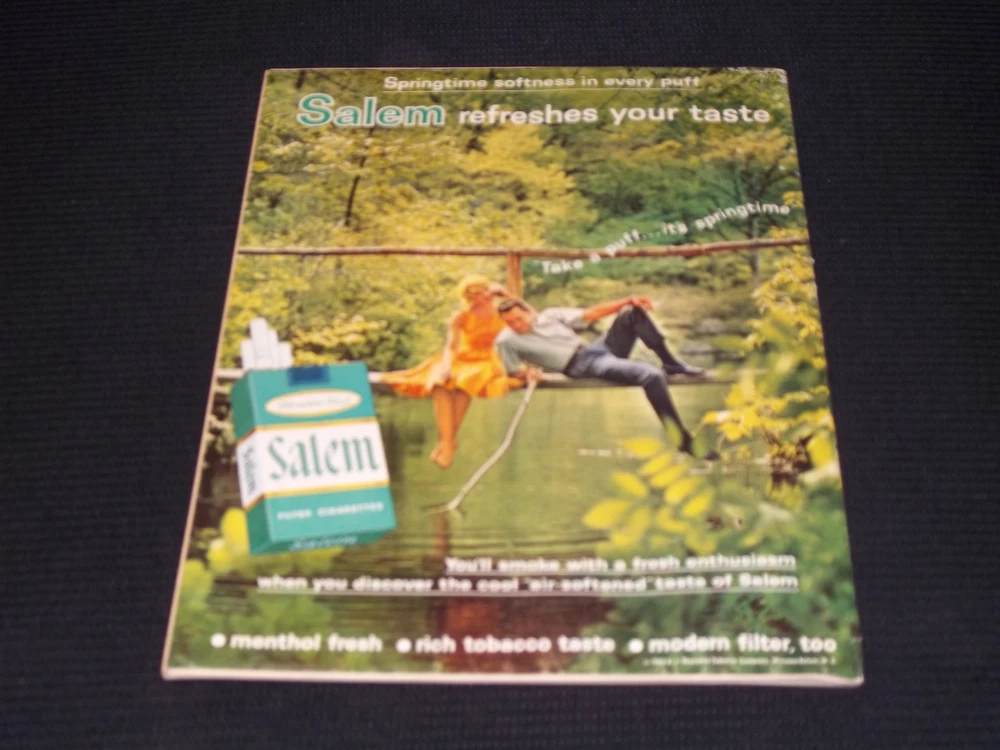 Springtime softness in every puff
Salem refreshes your taste
Take a puff...it's springtime
Salem
Salem
FILTER CIGARETTES
You'll smoke with a fresh enthusiasm
when you discover the cool "air-softened" taste of Salem
● menthol fresh ● rich tobacco taste ● modern filter, too